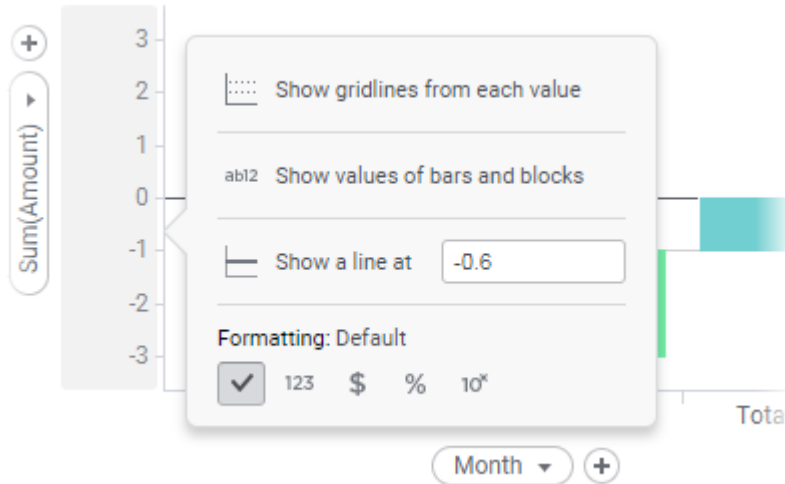 3
2
1
0
-1
-2
-3
Sum(Amount)
Show gridlines from each value
ab12 Show values of bars and blocks
Show a line at -0.6
Formatting: Default
123 $ % 10ˣ
Tota
Month